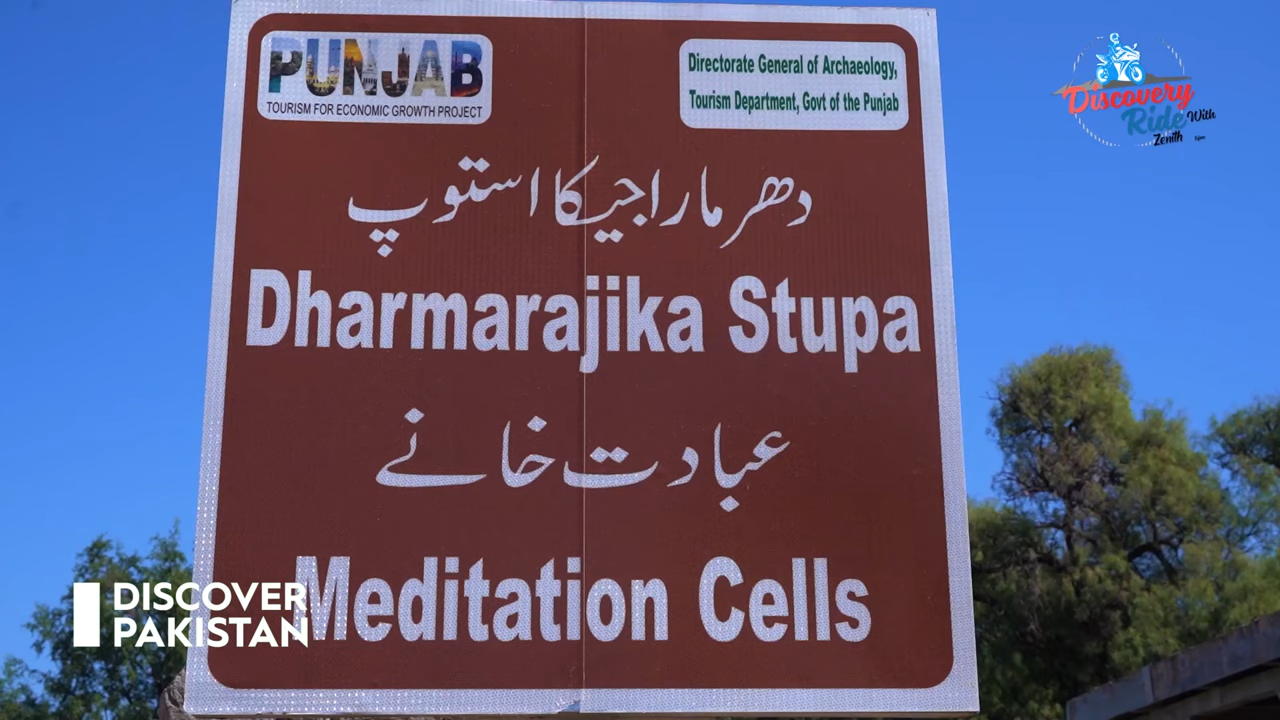 PUNJAB
TOURISM FOR ECONOMIC GROWTH PROJECT
Directorate General of Archaeology,
Tourism Department, Govt of the Punjab
Discovery
Ride With
Zenith
دھرماراجیکا استوپ
Dharmarajika Stupa
عبادت خانے
Meditation Cells
DISCOVER
PAKISTAN